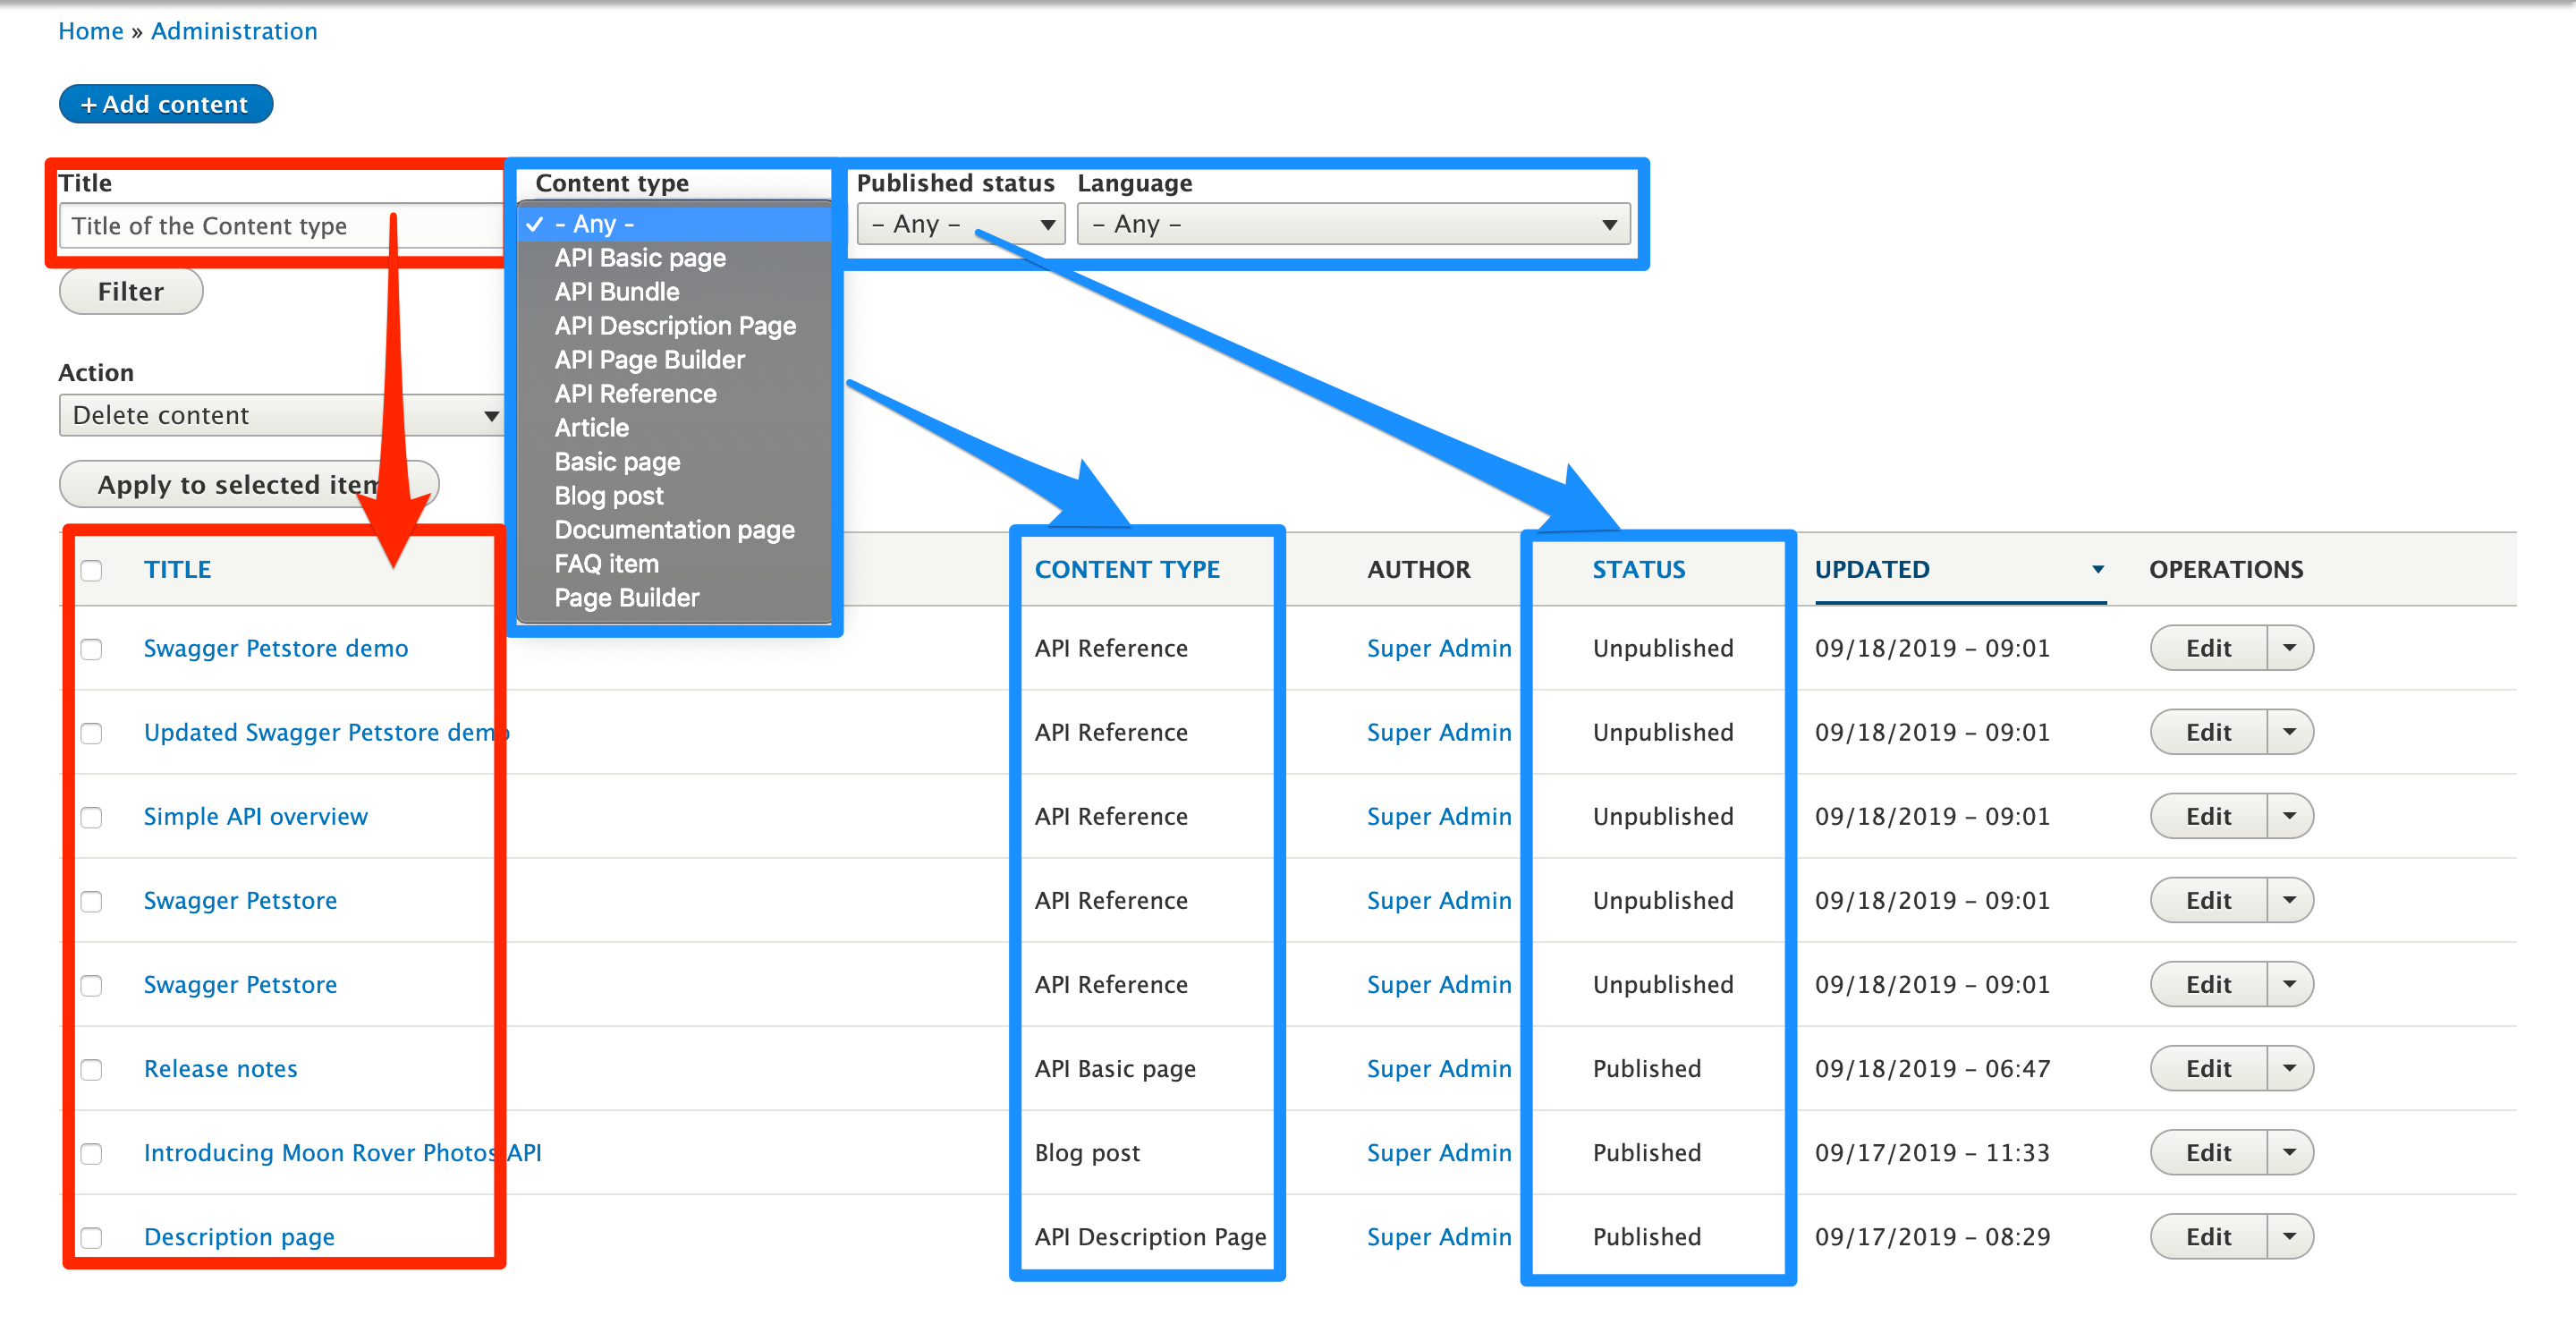 Home » Administration
+ Add content
Title
Content type
Published status
Language
Title of the Content type
✓ - Any -
API Basic page
API Bundle
API Description Page
API Page Builder
API Reference
Article
Basic page
Blog post
Documentation page
FAQ item
Page Builder
- Any -
- Any -
Filter
Action
Delete content
Apply to selected item
TITLE CONTENT TYPE AUTHOR STATUS UPDATED OPERATIONS
Swagger Petstore demo API Reference Super Admin Unpublished 09/18/2019 - 09:01 Edit
Updated Swagger Petstore demo API Reference Super Admin Unpublished 09/18/2019 - 09:01 Edit
Simple API overview API Reference Super Admin Unpublished 09/18/2019 - 09:01 Edit
Swagger Petstore API Reference Super Admin Unpublished 09/18/2019 - 09:01 Edit
Swagger Petstore API Reference Super Admin Unpublished 09/18/2019 - 09:01 Edit
Release notes API Basic page Super Admin Published 09/18/2019 - 06:47 Edit
Introducing Moon Rover Photos API Blog post Super Admin Published 09/17/2019 - 11:33 Edit
Description page API Description Page Super Admin Published 09/17/2019 - 08:29 Edit